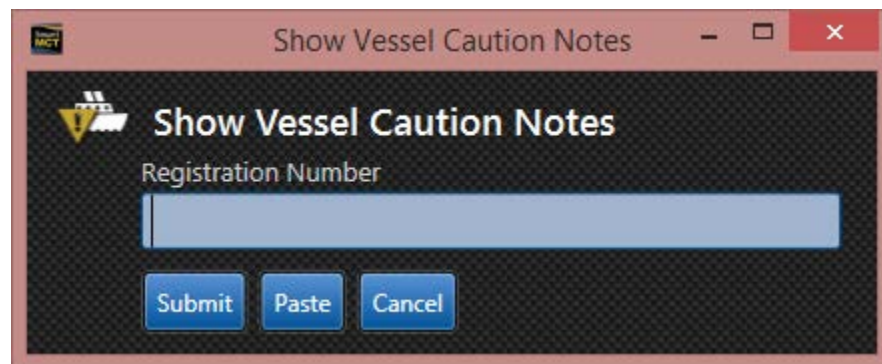 MCT
Show Vessel Caution Notes
Show Vessel Caution Notes
Registration Number
Submit Paste Cancel